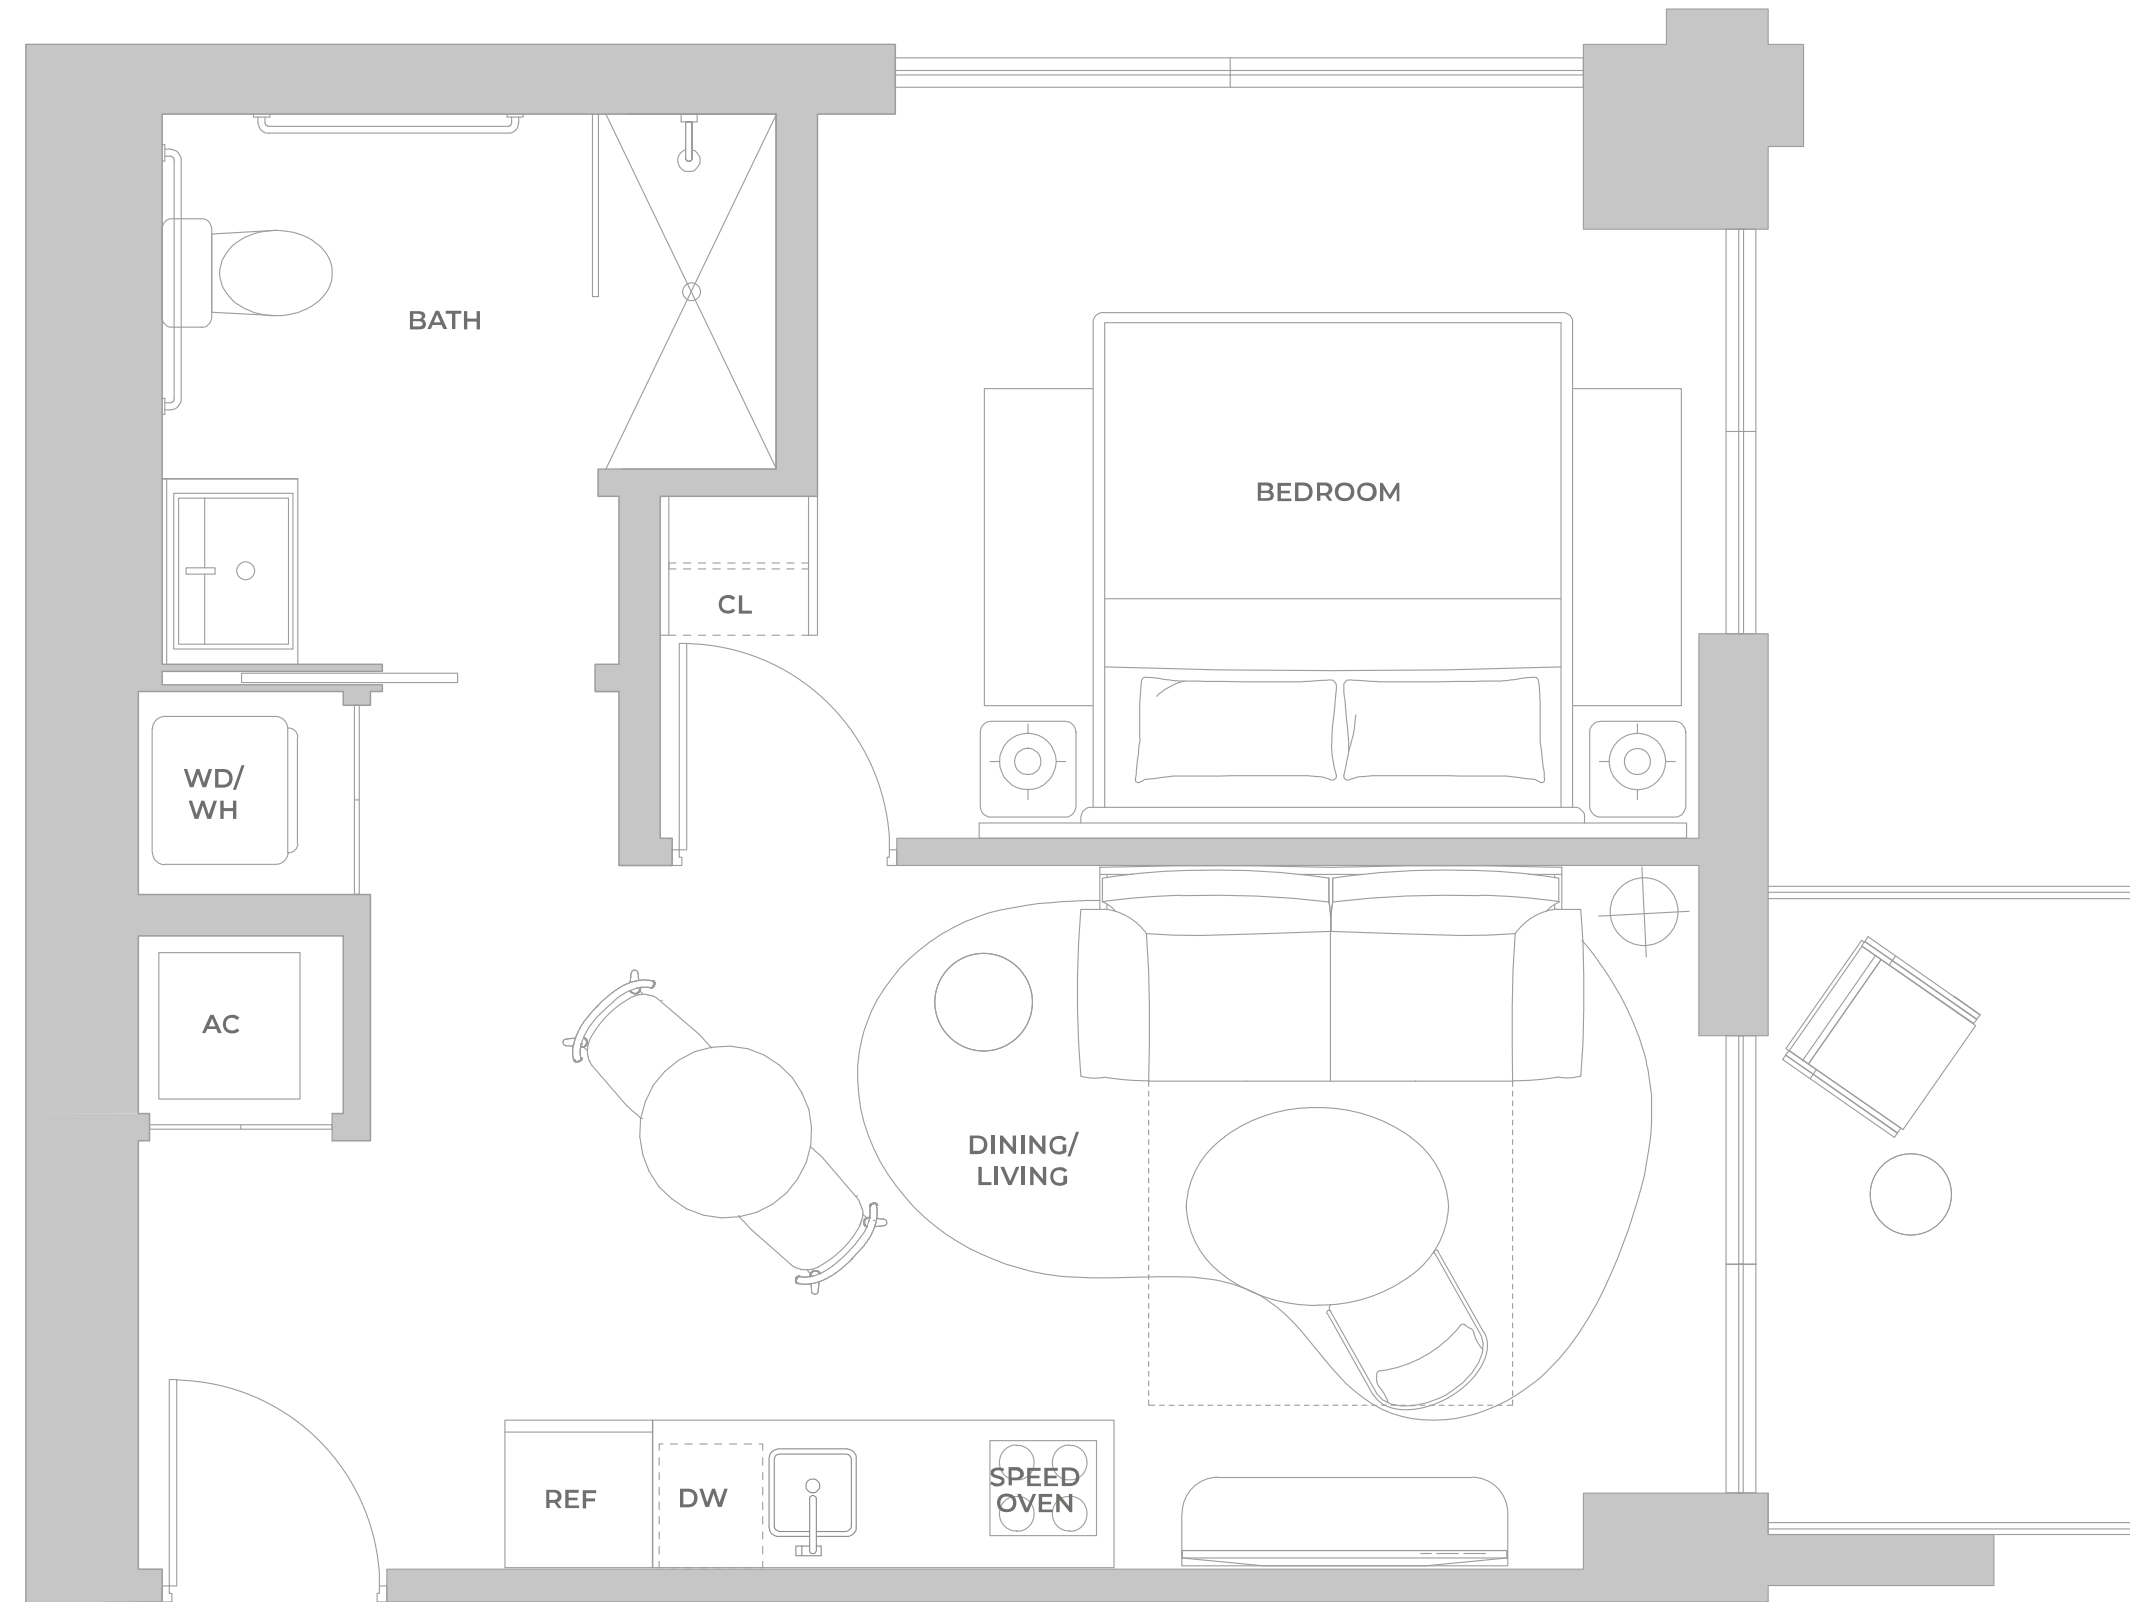 BATH
BEDROOM
CL
WD/
WH
AC
DINING/
LIVING
REF
DW
SPEED
OVEN